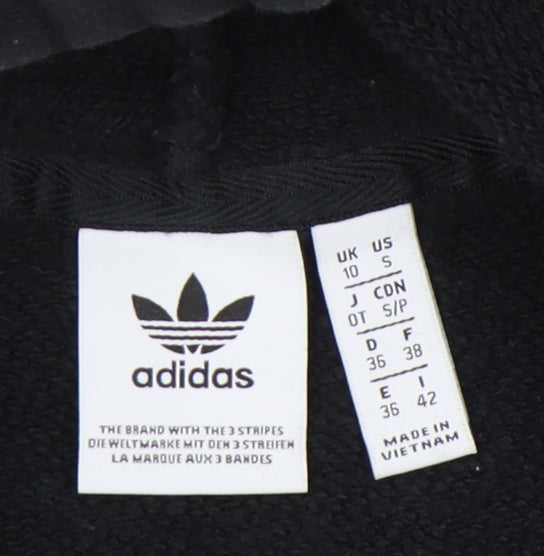 adidas
THE BRAND WITH THE 3 STRIPES
DIE WELTMARKE MIT DEN 3 STREIFEN
LA MARQUE AUX 3 BANDES
UK US
10 S
J CDN
OT S/P
D F
36 38
E I
36 42
MADE IN
VIETNAM